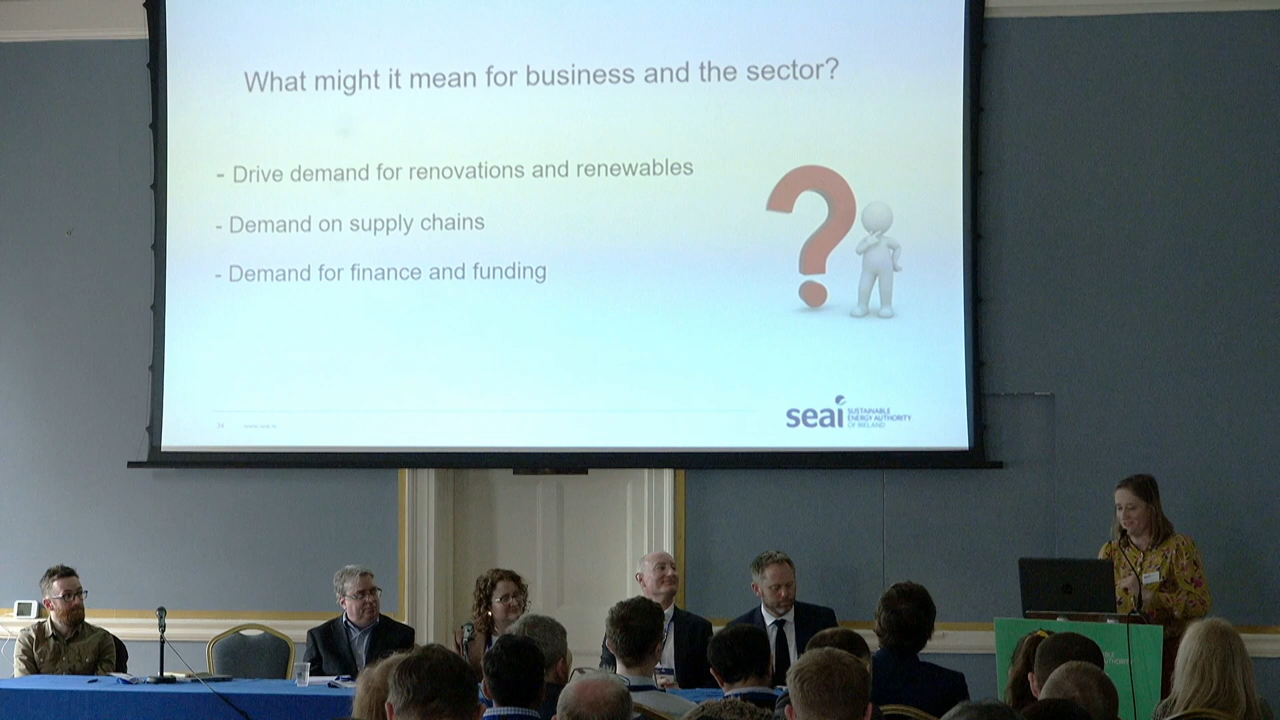 What might it mean for business and the sector?
- Drive demand for renovations and renewables
- Demand on supply chains
- Demand for finance and funding
seai
SUSTAINABLE
ENERGY AUTHORITY
OF IRELAND